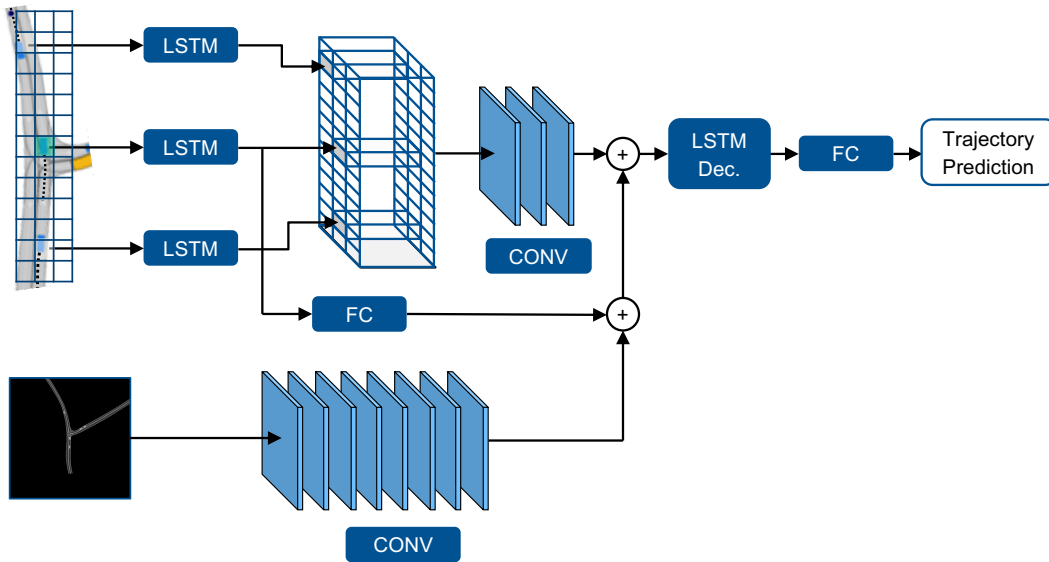 LSTM
LSTM
LSTM
FC
CONV
+
+
LSTM
Dec.
FC
Trajectory
Prediction
CONV